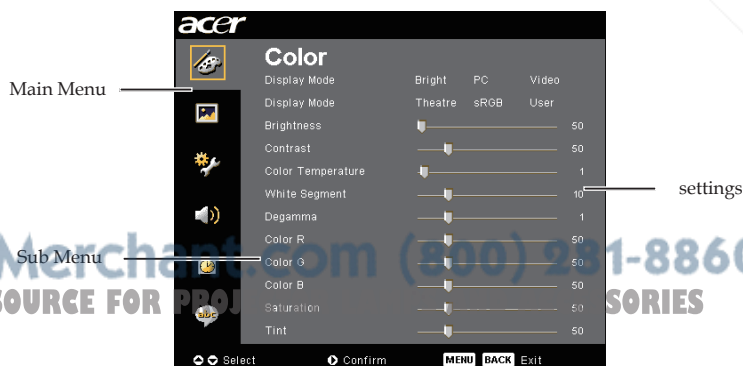 acer
Color
Display Mode Bright PC Video
Main Menu
Display Mode Theatre sRGB User
Brightness 50
Contrast 50
Color Temperature 1
White Segment 10
settings
Degamma 1
Color R 50
Merchant.com (800) 281-8860
Sub Menu
Color G 50
Color B 50
SOURCE FOR PROJ SORIES
abc
Saturation 50
Tint 50
Select Confirm MENU BACK Exit